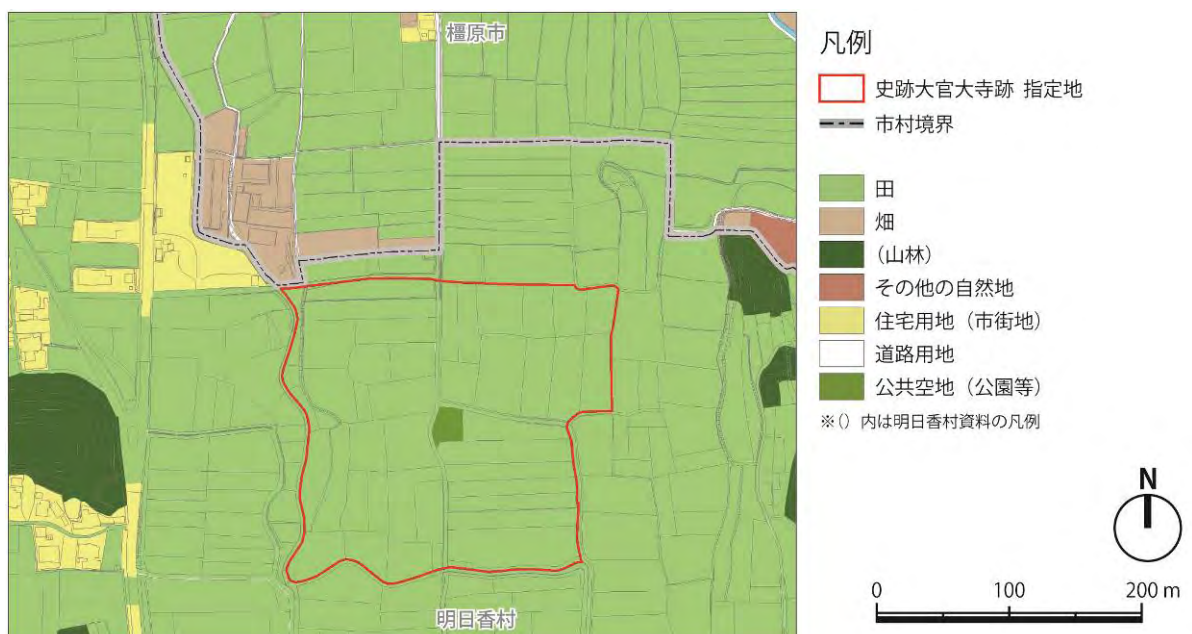 橿原市
明日香村
凡例
史跡大官大寺跡 指定地
市村境界
田
畑
(山林)
その他の自然地
住宅用地（市街地）
道路用地
公共空地（公園等）
※() 内は明日香村資料の凡例
N
0 100 200 m